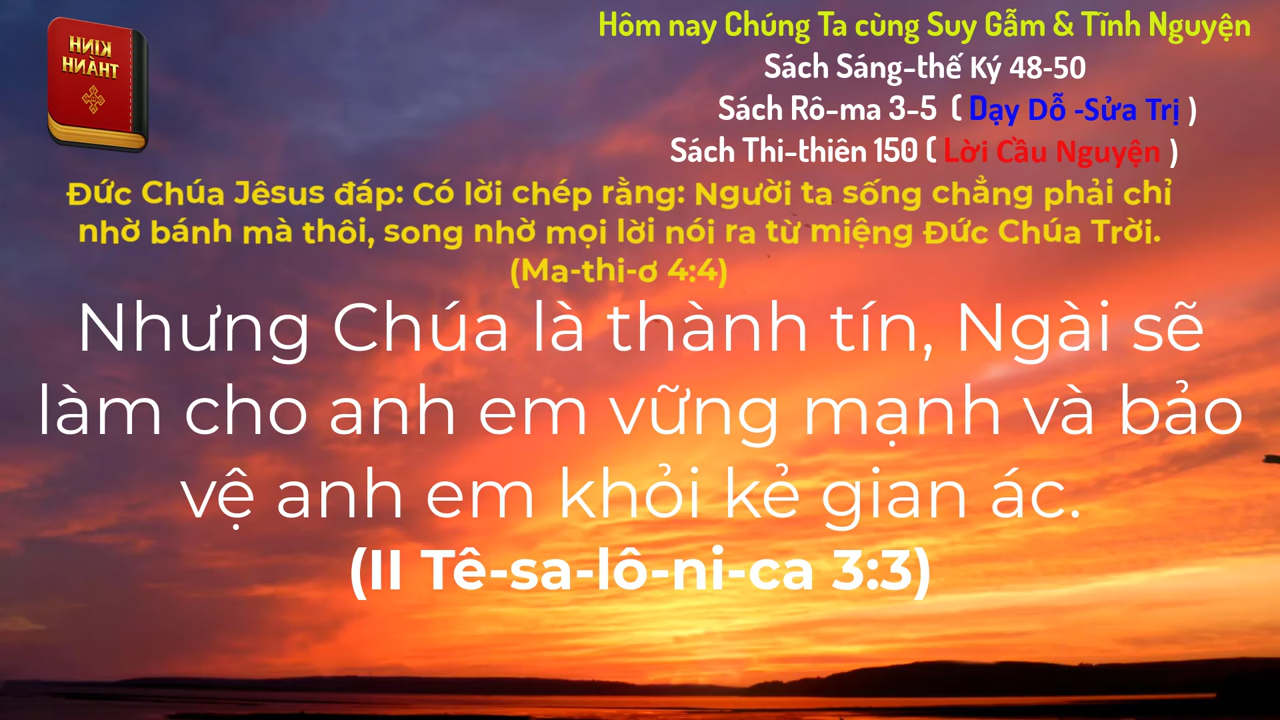 KINH
THÁNH
Hôm nay Chúng Ta cùng Suy Gẫm & Tĩnh Nguyện
Sách Sáng-thế Ký 48-50
Sách Rô-ma 3-5 ( Dạy Dỗ -Sửa Trị )
Sách Thi-thiên 150 ( Lời Cầu Nguyện )
Đức Chúa Jêsus đáp: Có lời chép rằng: Người ta sống chẳng phải chỉ
nhờ bánh mà thôi, song nhờ mọi lời nói ra từ miệng Đức Chúa Trời.
(Ma-thi-ơ 4:4)
Nhưng Chúa là thành tín, Ngài sẽ
làm cho anh em vững mạnh và bảo
vệ anh em khỏi kẻ gian ác.
(II Tê-sa-lô-ni-ca 3:3)